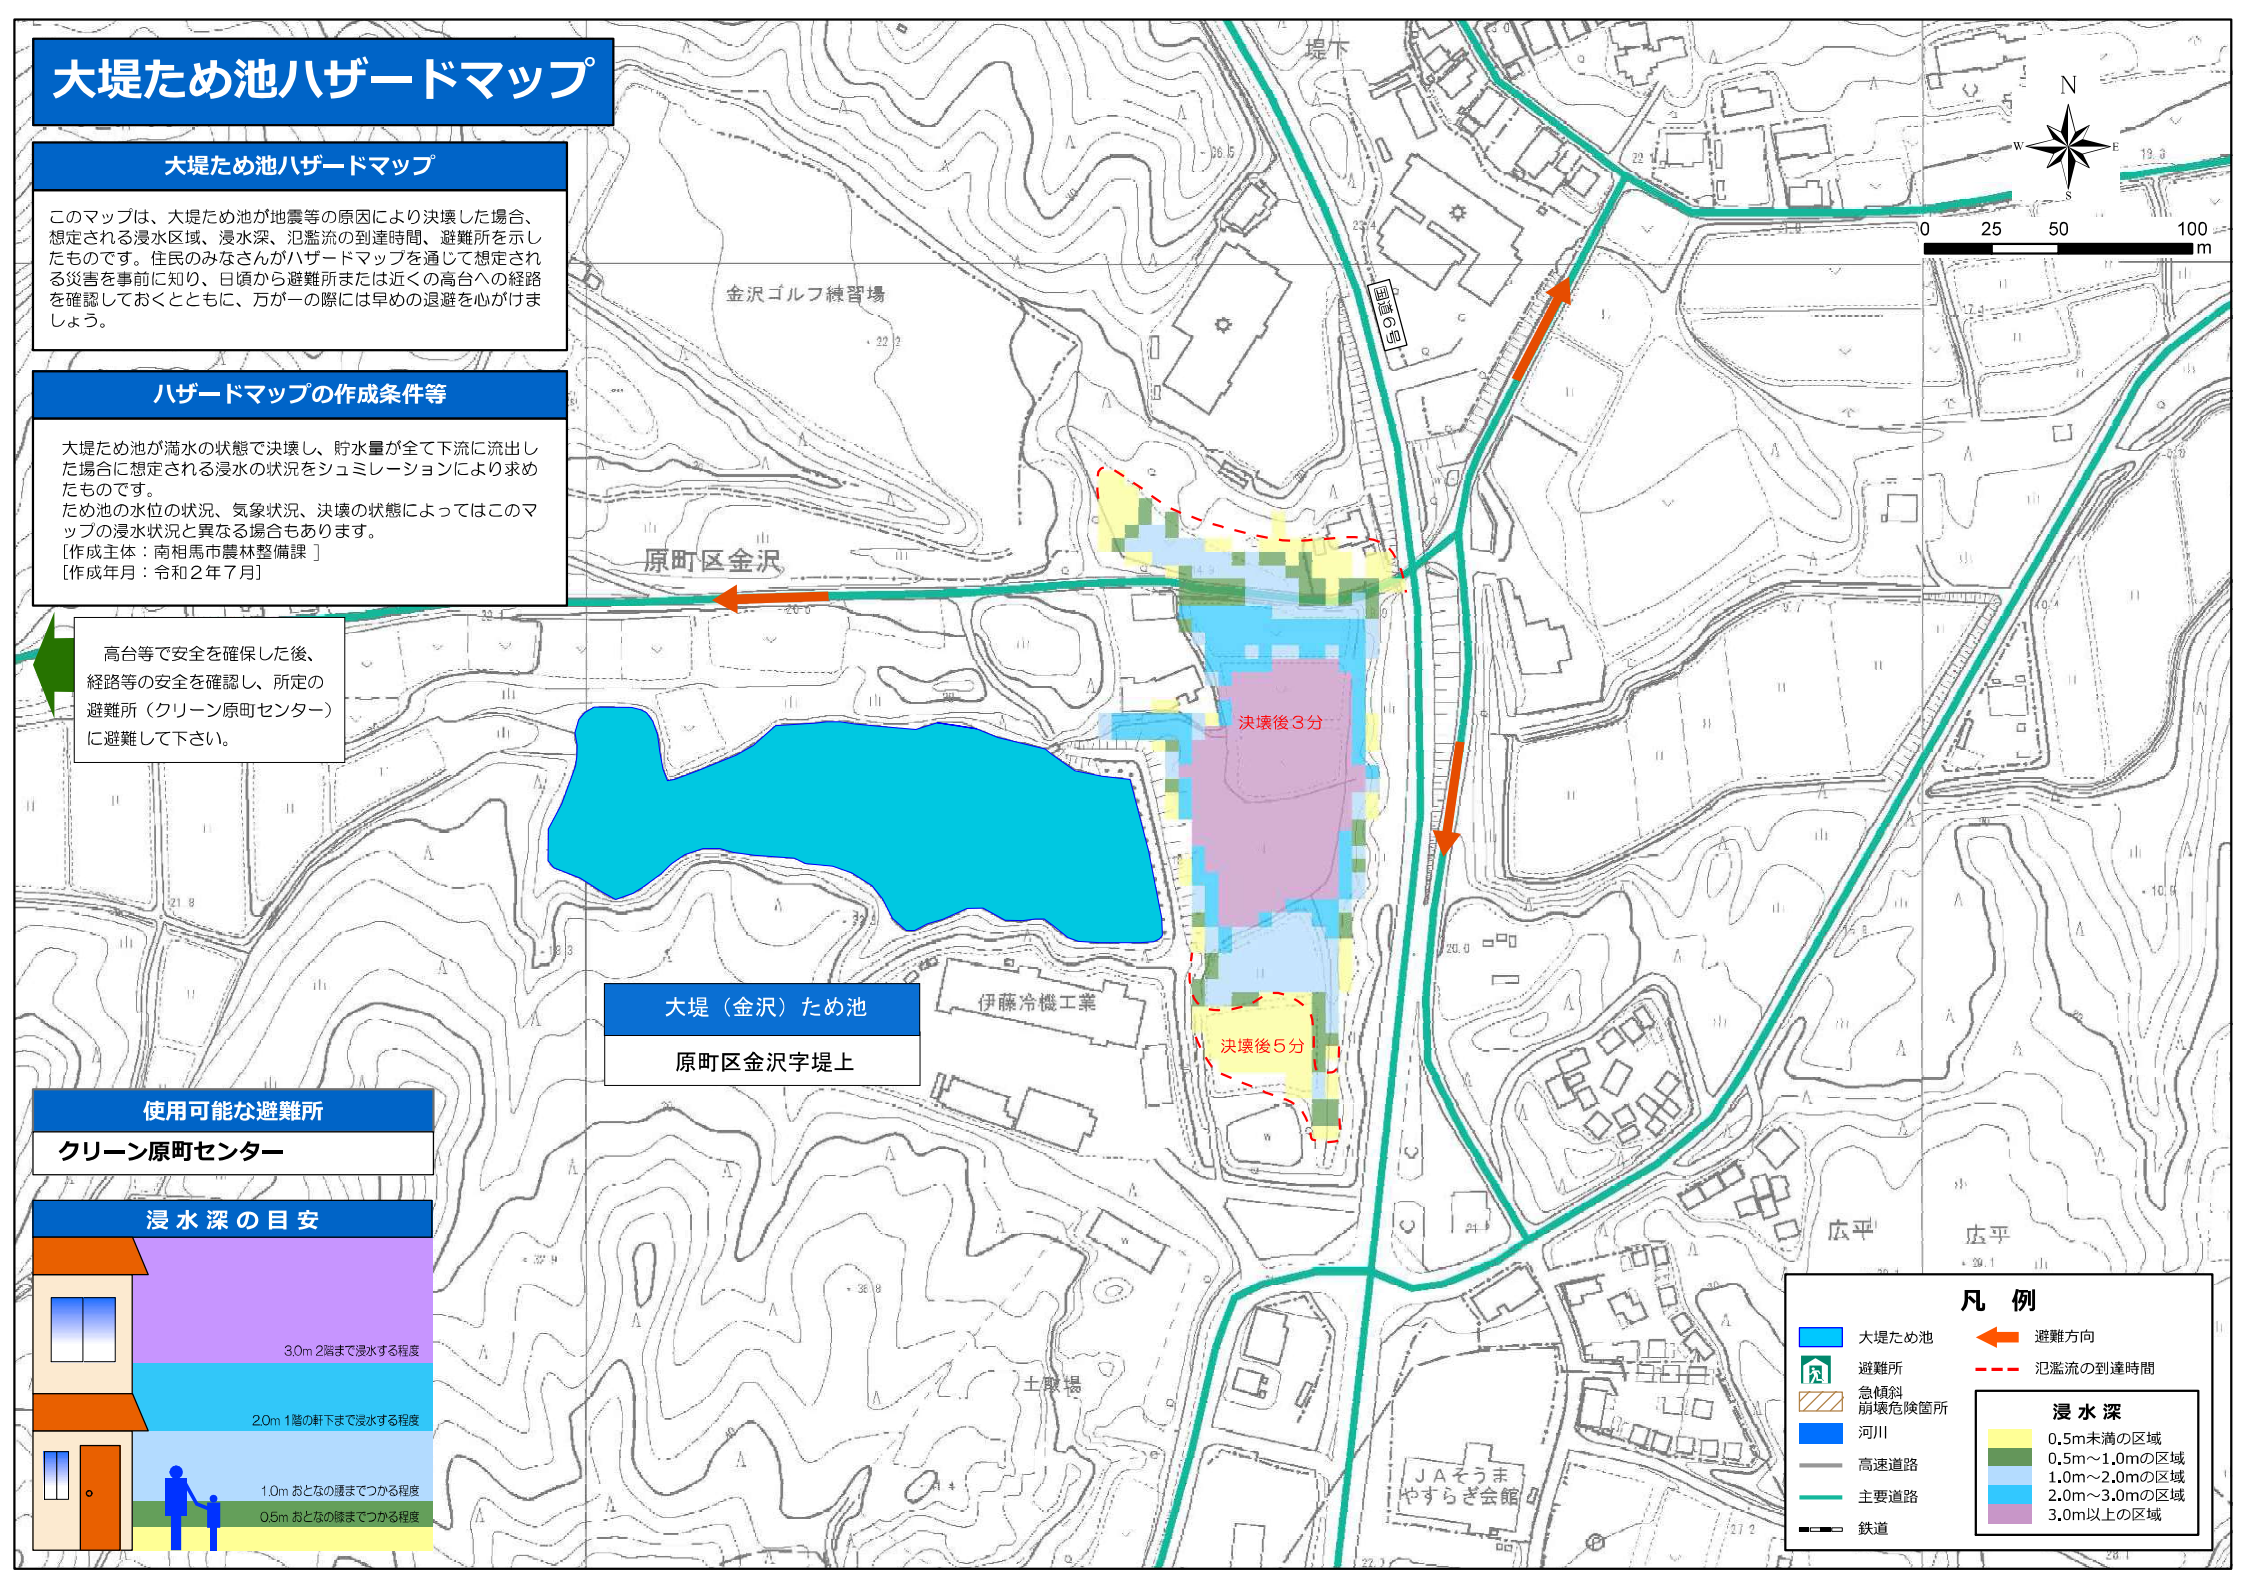 大堤ため池ハザードマップ
大堤ため池ハザードマップ
このマップは、大堤ため池が地震等の原因により決壊した場合、
想定される浸水区域、浸水深、氾濫流の到達時間、避難所を示し
たものです。住民のみなさんがハザードマップを通じて想定され
る災害を事前に知り、日頃から避難所または近くの高台への経路
を確認しておくとともに、万が一の際には早めの退避を心がけま
しょう。
ハザードマップの作成条件等
大堤ため池が満水の状態で決壊し、貯水量が全て下流に流出し
た場合に想定される浸水の状況をシュミレーションにより求め
たものです。
ため池の水位の状況、気象状況、決壊の状態によってはこのマ
ップの浸水状況と異なる場合もあります。
[作成主体：南相馬市農林整備課 ]
[作成年月：令和２年７月]
高台等で安全を確保した後、
経路等の安全を確認し、所定の
避難所（クリーン原町センター）
に避難して下さい。
堤下
N
W
E
S
0 25 50 100
m
19.3
26.5
23.4
国道6号
金沢ゴルフ練習場
22.2
原町区金沢
20.6
決壊後３分
21.8
18.3
20.0
10.9
大堤（金沢）ため池
原町区金沢字堤上
伊藤冷機工業
決壊後５分
使用可能な避難所
クリーン原町センター
浸水深の目安
3.0m 2階まで浸水する程度
2.0m 1階の軒下まで浸水する程度
1.0m おとなの腰までつかる程度
0.5m おとなの膝までつかる程度
32.9
36.8
土取場
広平
広平
29.1
ＪＡそうま
やすらぎ会館
27.2
凡 例
大堤ため池
避難方向
避難所
氾濫流の到達時間
急傾斜
崩壊危険箇所
河川
高速道路
主要道路
鉄道
浸水深
0.5m未満の区域
0.5m～1.0mの区域
1.0m～2.0mの区域
2.0m～3.0mの区域
3.0m以上の区域